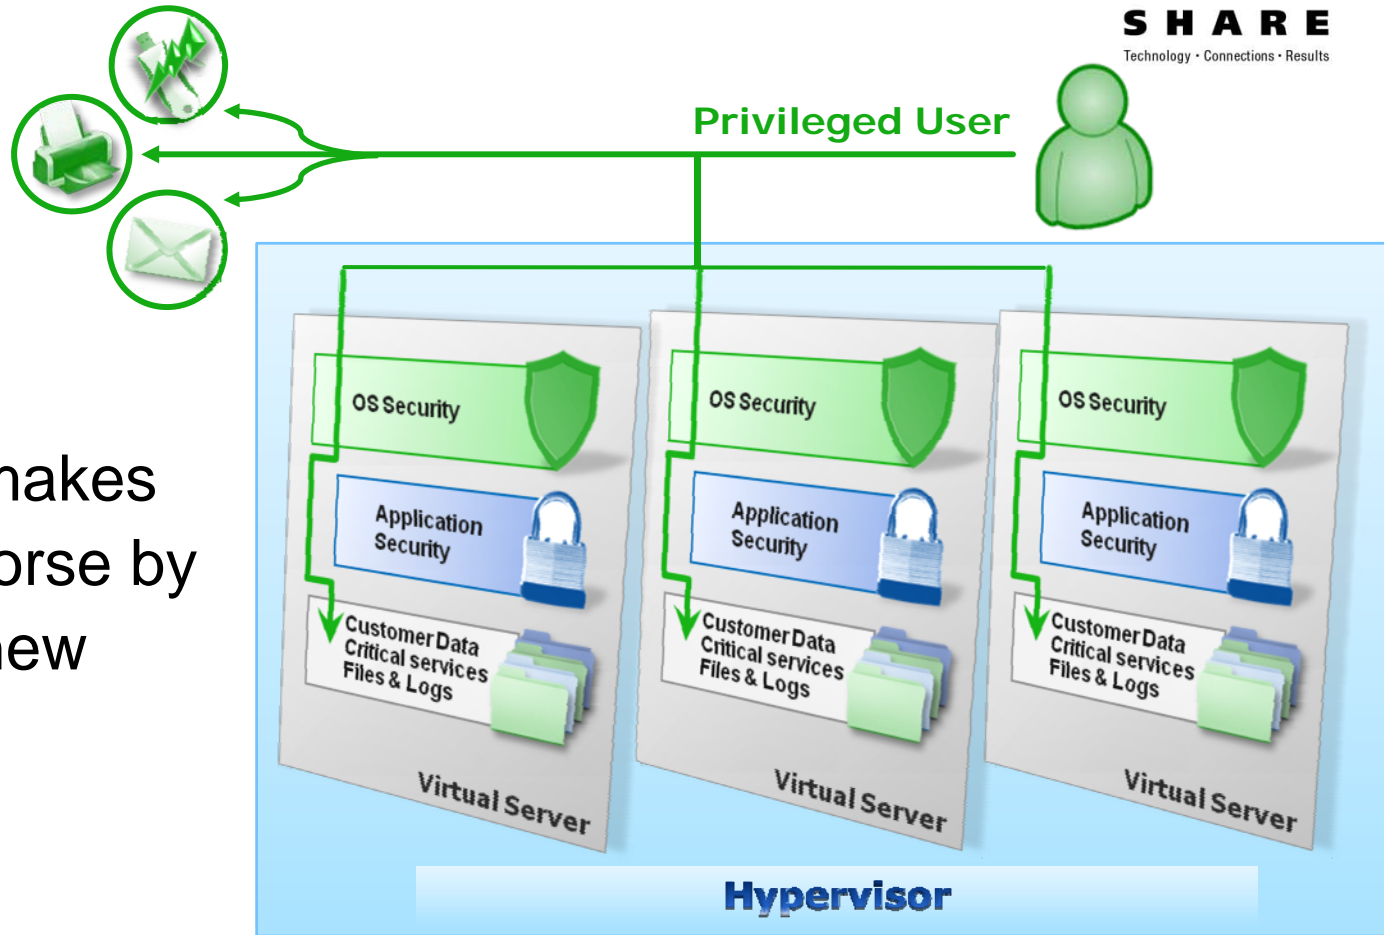 SHARE
Technology · Connections · Results
Privileged User
OS Security
Application
Security
Customer Data
Critical services
Files & Logs
Virtual Server
OS Security
Application
Security
Customer Data
Critical services
Files & Logs
Virtual Server
OS Security
Application
Security
Customer Data
Critical services
Files & Logs
Virtual Server
by
new
Hypervisor